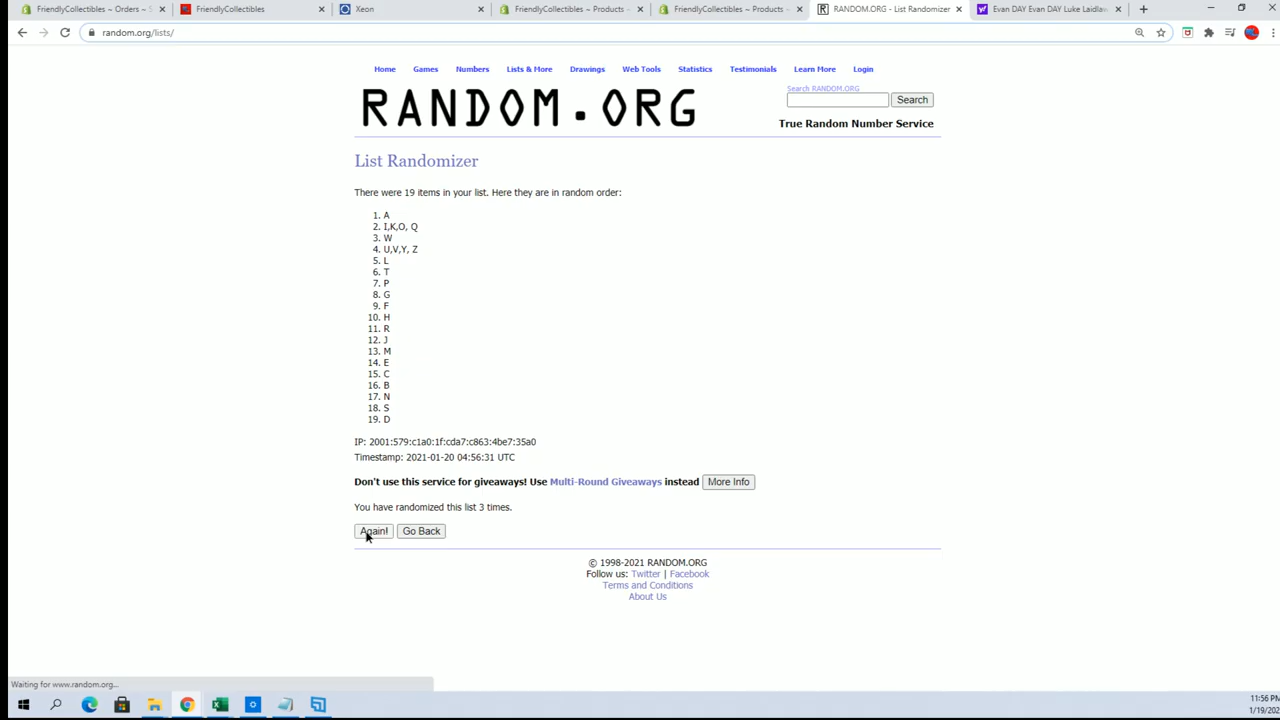 FriendlyCollectibles ~ Orders ~ S
FriendlyCollectibles
Xeon
FriendlyCollectibles ~ Products ~
FriendlyCollectibles ~ Products ~
RANDOM.ORG - List Randomizer
Evan DAY Evan DAY Luke Laidlaw
random.org/lists/
Home Games Numbers Lists & More Drawings Web Tools Statistics Testimonials Learn More Login
RANDOM.ORG
Search RANDOM.ORG
Search
True Random Number Service
List Randomizer
There were 19 items in your list. Here they are in random order:
1. A
2. I,K,O, Q
3. W
4. U,V,Y, Z
5. L
6. T
7. P
8. G
9. F
10. H
11. R
12. J
13. M
14. E
15. C
16. B
17. N
18. S
19. D
IP: 2001:579:c1a0:1f:cda7:c863:4be7:35a0
Timestamp: 2021-01-20 04:56:31 UTC
Don't use this service for giveaways! Use Multi-Round Giveaways instead More Info
You have randomized this list 3 times.
Again! Go Back
© 1998-2021 RANDOM.ORG
Follow us: Twitter | Facebook
Terms and Conditions
About Us
Waiting for www.random.org...
11:56 PM
1/19/202